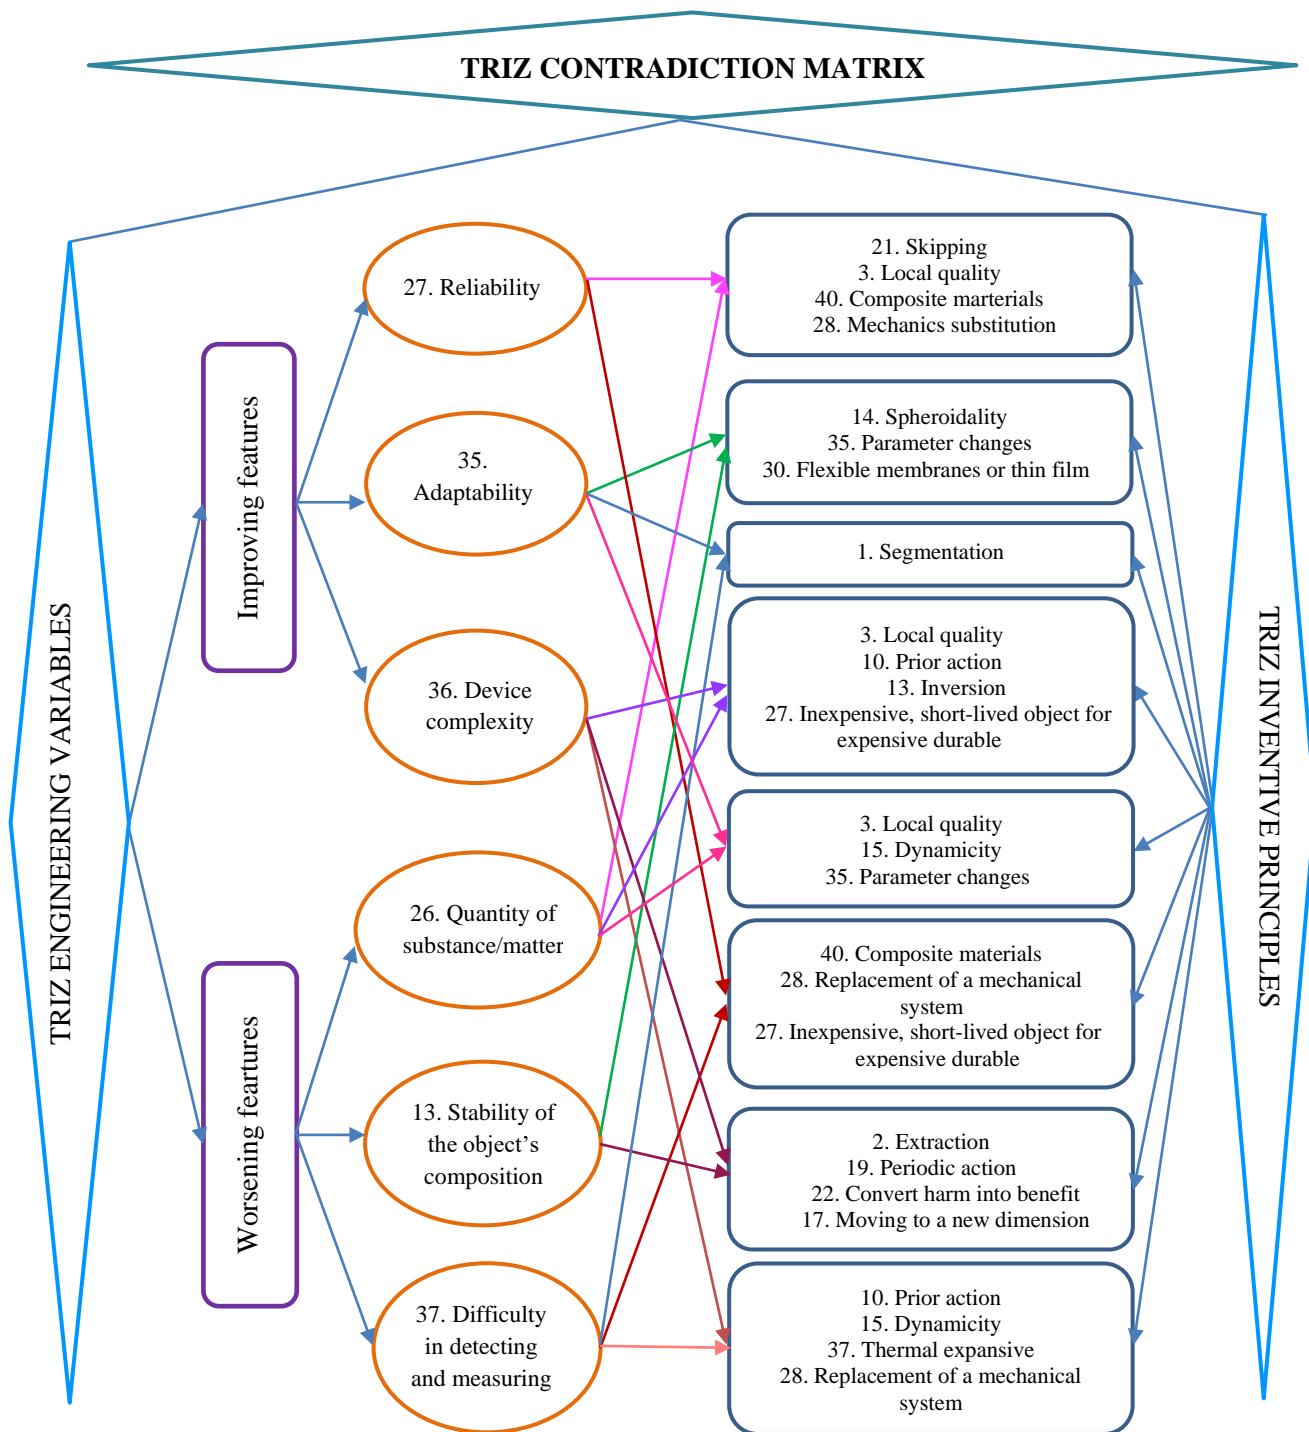 TRIZ CONTRADICTION MATRIX
TRIZ ENGINEERING VARIABLES
Improving features
Worsening feartures
27. Reliability
35.
Adaptability
36. Device
complexity
26. Quantity of
substance/matter
13. Stability of
the object’s
composition
37. Difficulty
in detecting
and measuring
21. Skipping
3. Local quality
40. Composite marterials
28. Mechanics substitution
14. Spheroidality
35. Parameter changes
30. Flexible membranes or thin film
1. Segmentation
3. Local quality
10. Prior action
13. Inversion
27. Inexpensive, short-lived object for
expensive durable
3. Local quality
15. Dynamicity
35. Parameter changes
40. Composite materials
28. Replacement of a mechanical
system
27. Inexpensive, short-lived object for
expensive durable
2. Extraction
19. Periodic action
22. Convert harm into benefit
17. Moving to a new dimension
10. Prior action
15. Dynamicity
37. Thermal expansive
28. Replacement of a mechanical
system
TRIZ INVENTIVE PRINCIPLES